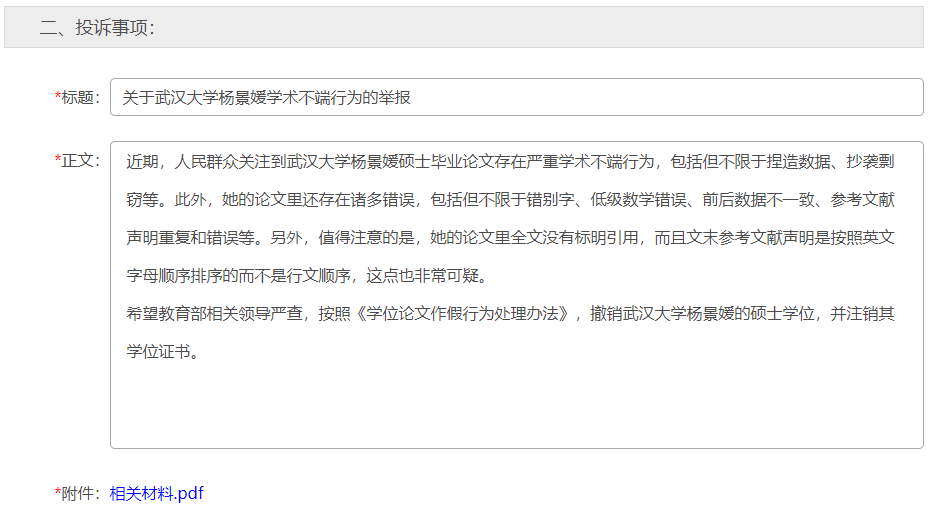 二、投诉事项：
*标题：关于武汉大学杨景媛学术不端行为的举报
*正文：近期，人民群众关注到武汉大学杨景媛硕士毕业论文存在严重学术不端行为，包括但不限于捏造数据、抄袭剽
窃等。此外，她的论文里还存在诸多错误，包括但不限于错别字、低级数学错误、前后数据不一致、参考文献
声明重复和错误等。另外，值得注意的是，她的论文里全文没有标明引用，而且文末参考文献声明是按照英文
字母顺序排序的而不是行文顺序，这点也非常可疑。
希望教育部相关领导严查，按照《学位论文作假行为处理办法》，撤销武汉大学杨景媛的硕士学位，并注销其
学位证书。
*附件：相关材料.pdf